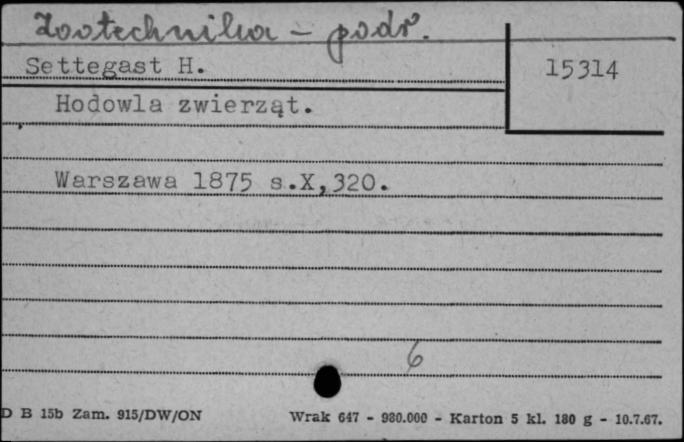 Zootechnika - podr.
Settegast H.
15314
Hodowla zwierząt.
Warszawa 1875 s.X,320.
6
D B 15b Zam. 915/DW/ON
Wrak 647 - 980.000 - Karton 5 kl. 180 g - 10.7.67.